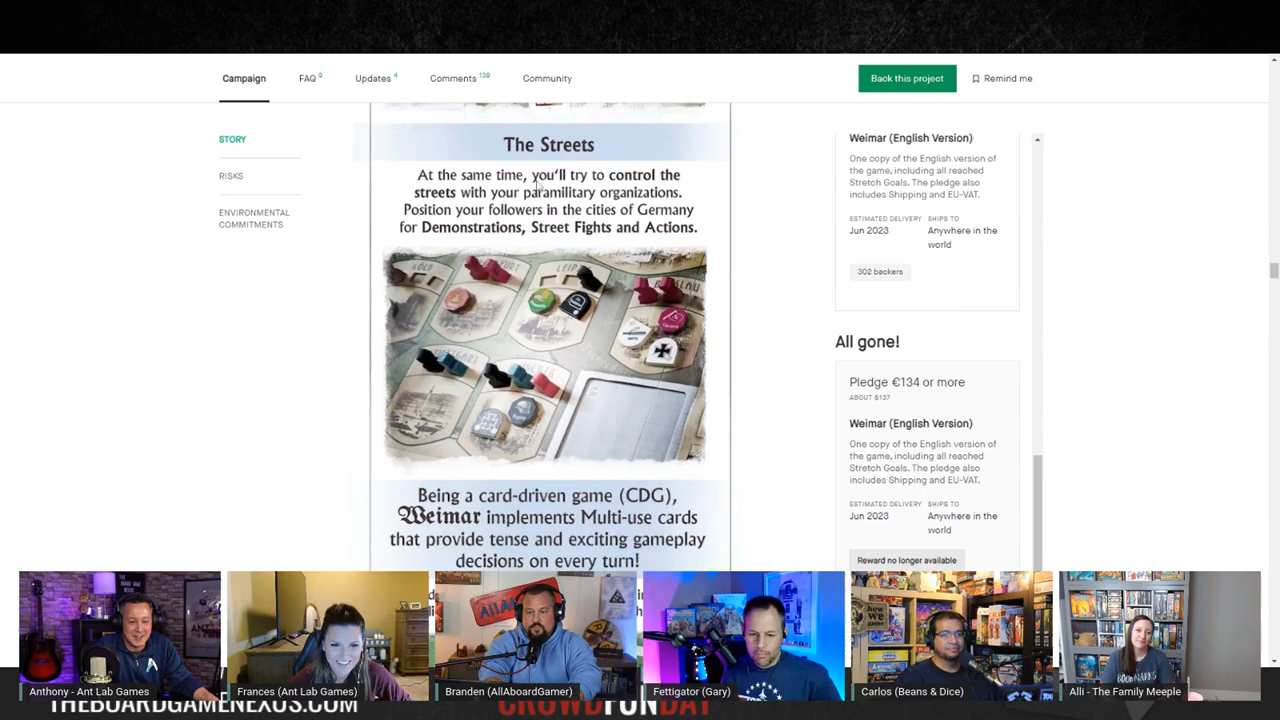 Campaign
FAQ 9
Updates 4
Comments 139
Community
Back this project
Remind me
STORY
RISKS
ENVIRONMENTAL
COMMITMENTS
The Streets
At the same time, you'll try to control the
streets with your paramilitary organizations.
Position your followers in the cities of Germany
for Demonstrations, Street Fights and Actions.
Being a card-driven game (CDG),
Weimar implements Multi-use cards
that provide tense and exciting gameplay
decisions on every turn!
Weimar (English Version)
One copy of the English version of
the game, including all reached
Stretch Goals. The pledge also
includes Shipping and EU-VAT.
ESTIMATED DELIVERY
Jun 2023
SHIPS TO
Anywhere in the
world
302 backers
All gone!
Pledge €134 or more
ABOUT $137
Weimar (English Version)
One copy of the English version of
the game, including all reached
Stretch Goals. The pledge also
includes Shipping and EU-VAT.
ESTIMATED DELIVERY
Jun 2023
SHIPS TO
Anywhere in the
world
Reward no longer available
Anthony - Ant Lab Games
Frances (Ant Lab Games)
Branden (AllAboardGamer)
Fettigator (Gary)
Carlos (Beans & Dice)
Alli - The Family Meeple
THEBOARDGAMENEXUS.COM
CROWDFUNDAY